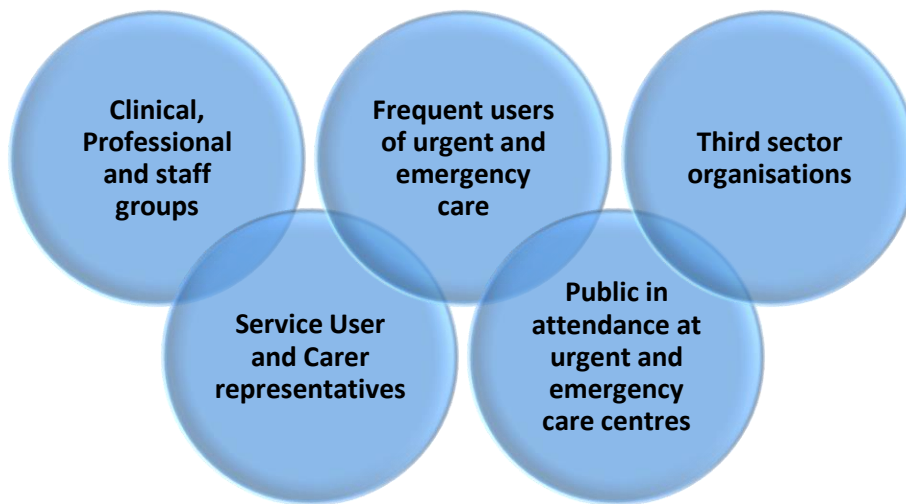 Clinical,
Professional
and staff
groups
Frequent users
of urgent and
emergency
care
Third sector
organisations
Service User
and Carer
representatives
Public in
attendance at
urgent and
emergency
care centres